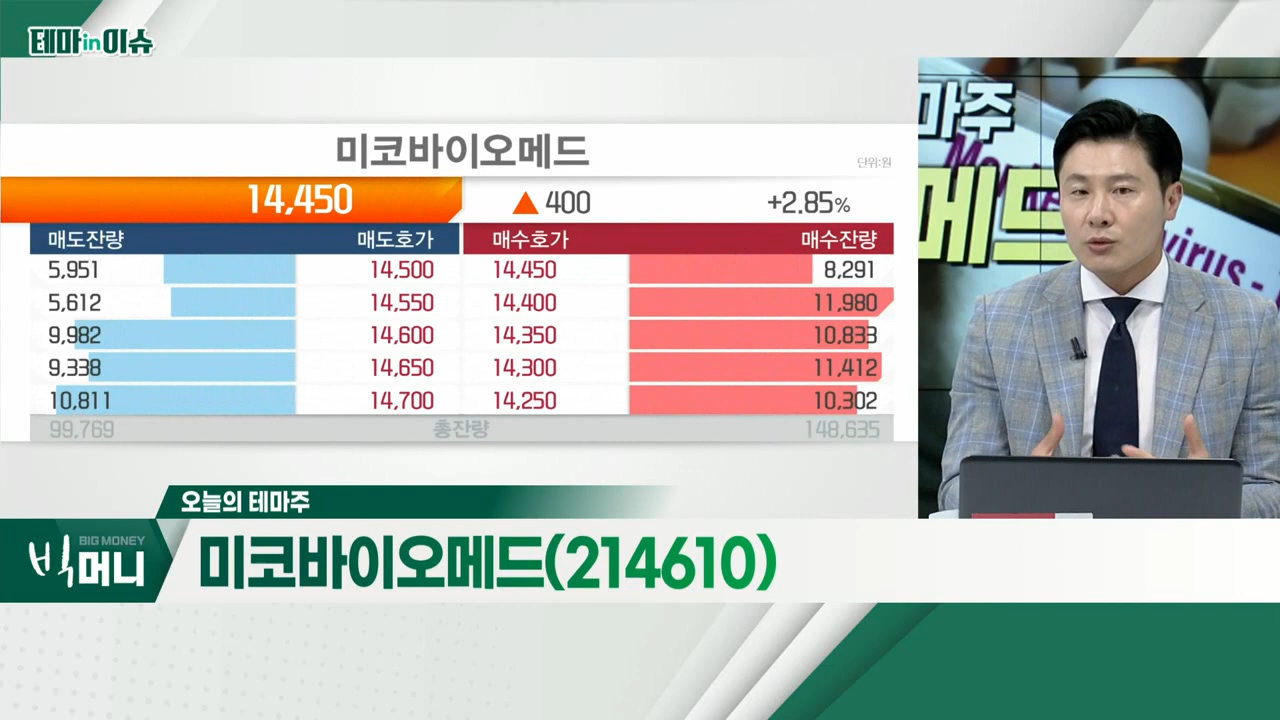 테마in이슈
미코바이오메드
단위:원
14,450 ▲ 400 +2.85%
매도잔량 매도호가 매수호가 매수잔량
5,951 14,500 14,450 8,291
5,612 14,550 14,400 11,980
9,982 14,600 14,350 10,833
9,338 14,650 14,300 11,412
10,811 14,700 14,250 10,302
99,769 총잔량 148,635
마주
메드
virus -
오늘의 테마주
BIG MONEY
빅머니
미코바이오메드(214610)